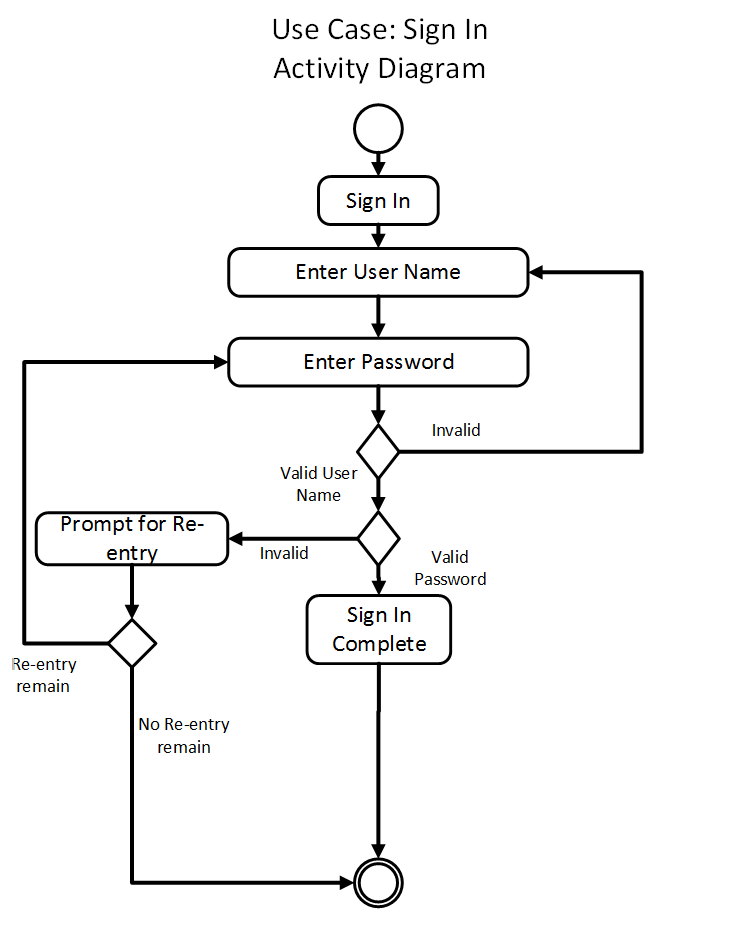 Use Case: Sign In
Activity Diagram
Sign In
Enter User Name
Enter Password
Invalid
Valid User
Name
Prompt for Re-
entry
Invalid
Valid
Password
Sign In
Complete
Re-entry
remain
No Re-entry
remain